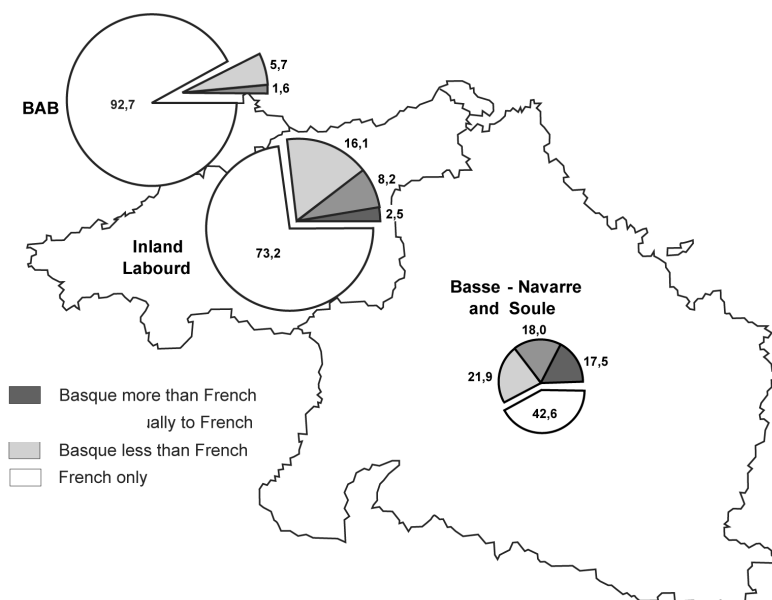 BAB
92,7
5,7
1,6
16,1
8,2
2,5
73,2
Inland
Labourd
Basse - Navarre
and Soule
18,0
17,5
21,9
42,6
Basque more than French
to French
Basque less than French
French only